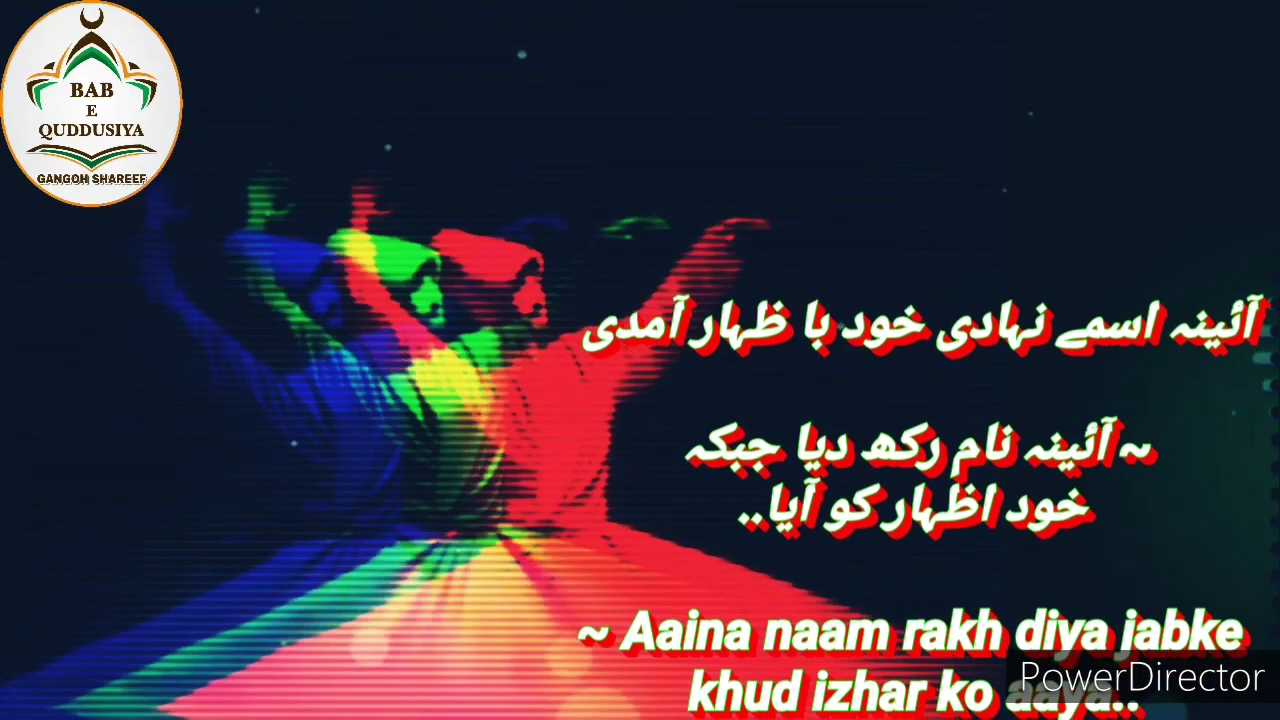 BAB
E
QUDDUSIYA
GANGOH SHAREEF
آئینہ اسمے نہادی خود با ظہار آمدی
~ آئینہ نام رکھ دیا جبکہ
خود اظہار کو آیا..
~ Aaina naam rakh diya jabke
khud izhar ko aaya..
PowerDirector